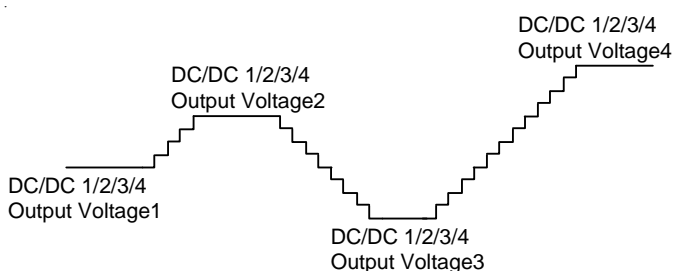 DC/DC 1/2/3/4
Output Voltage4
DC/DC 1/2/3/4
Output Voltage2
DC/DC 1/2/3/4
Output Voltage1
DC/DC 1/2/3/4
Output Voltage3